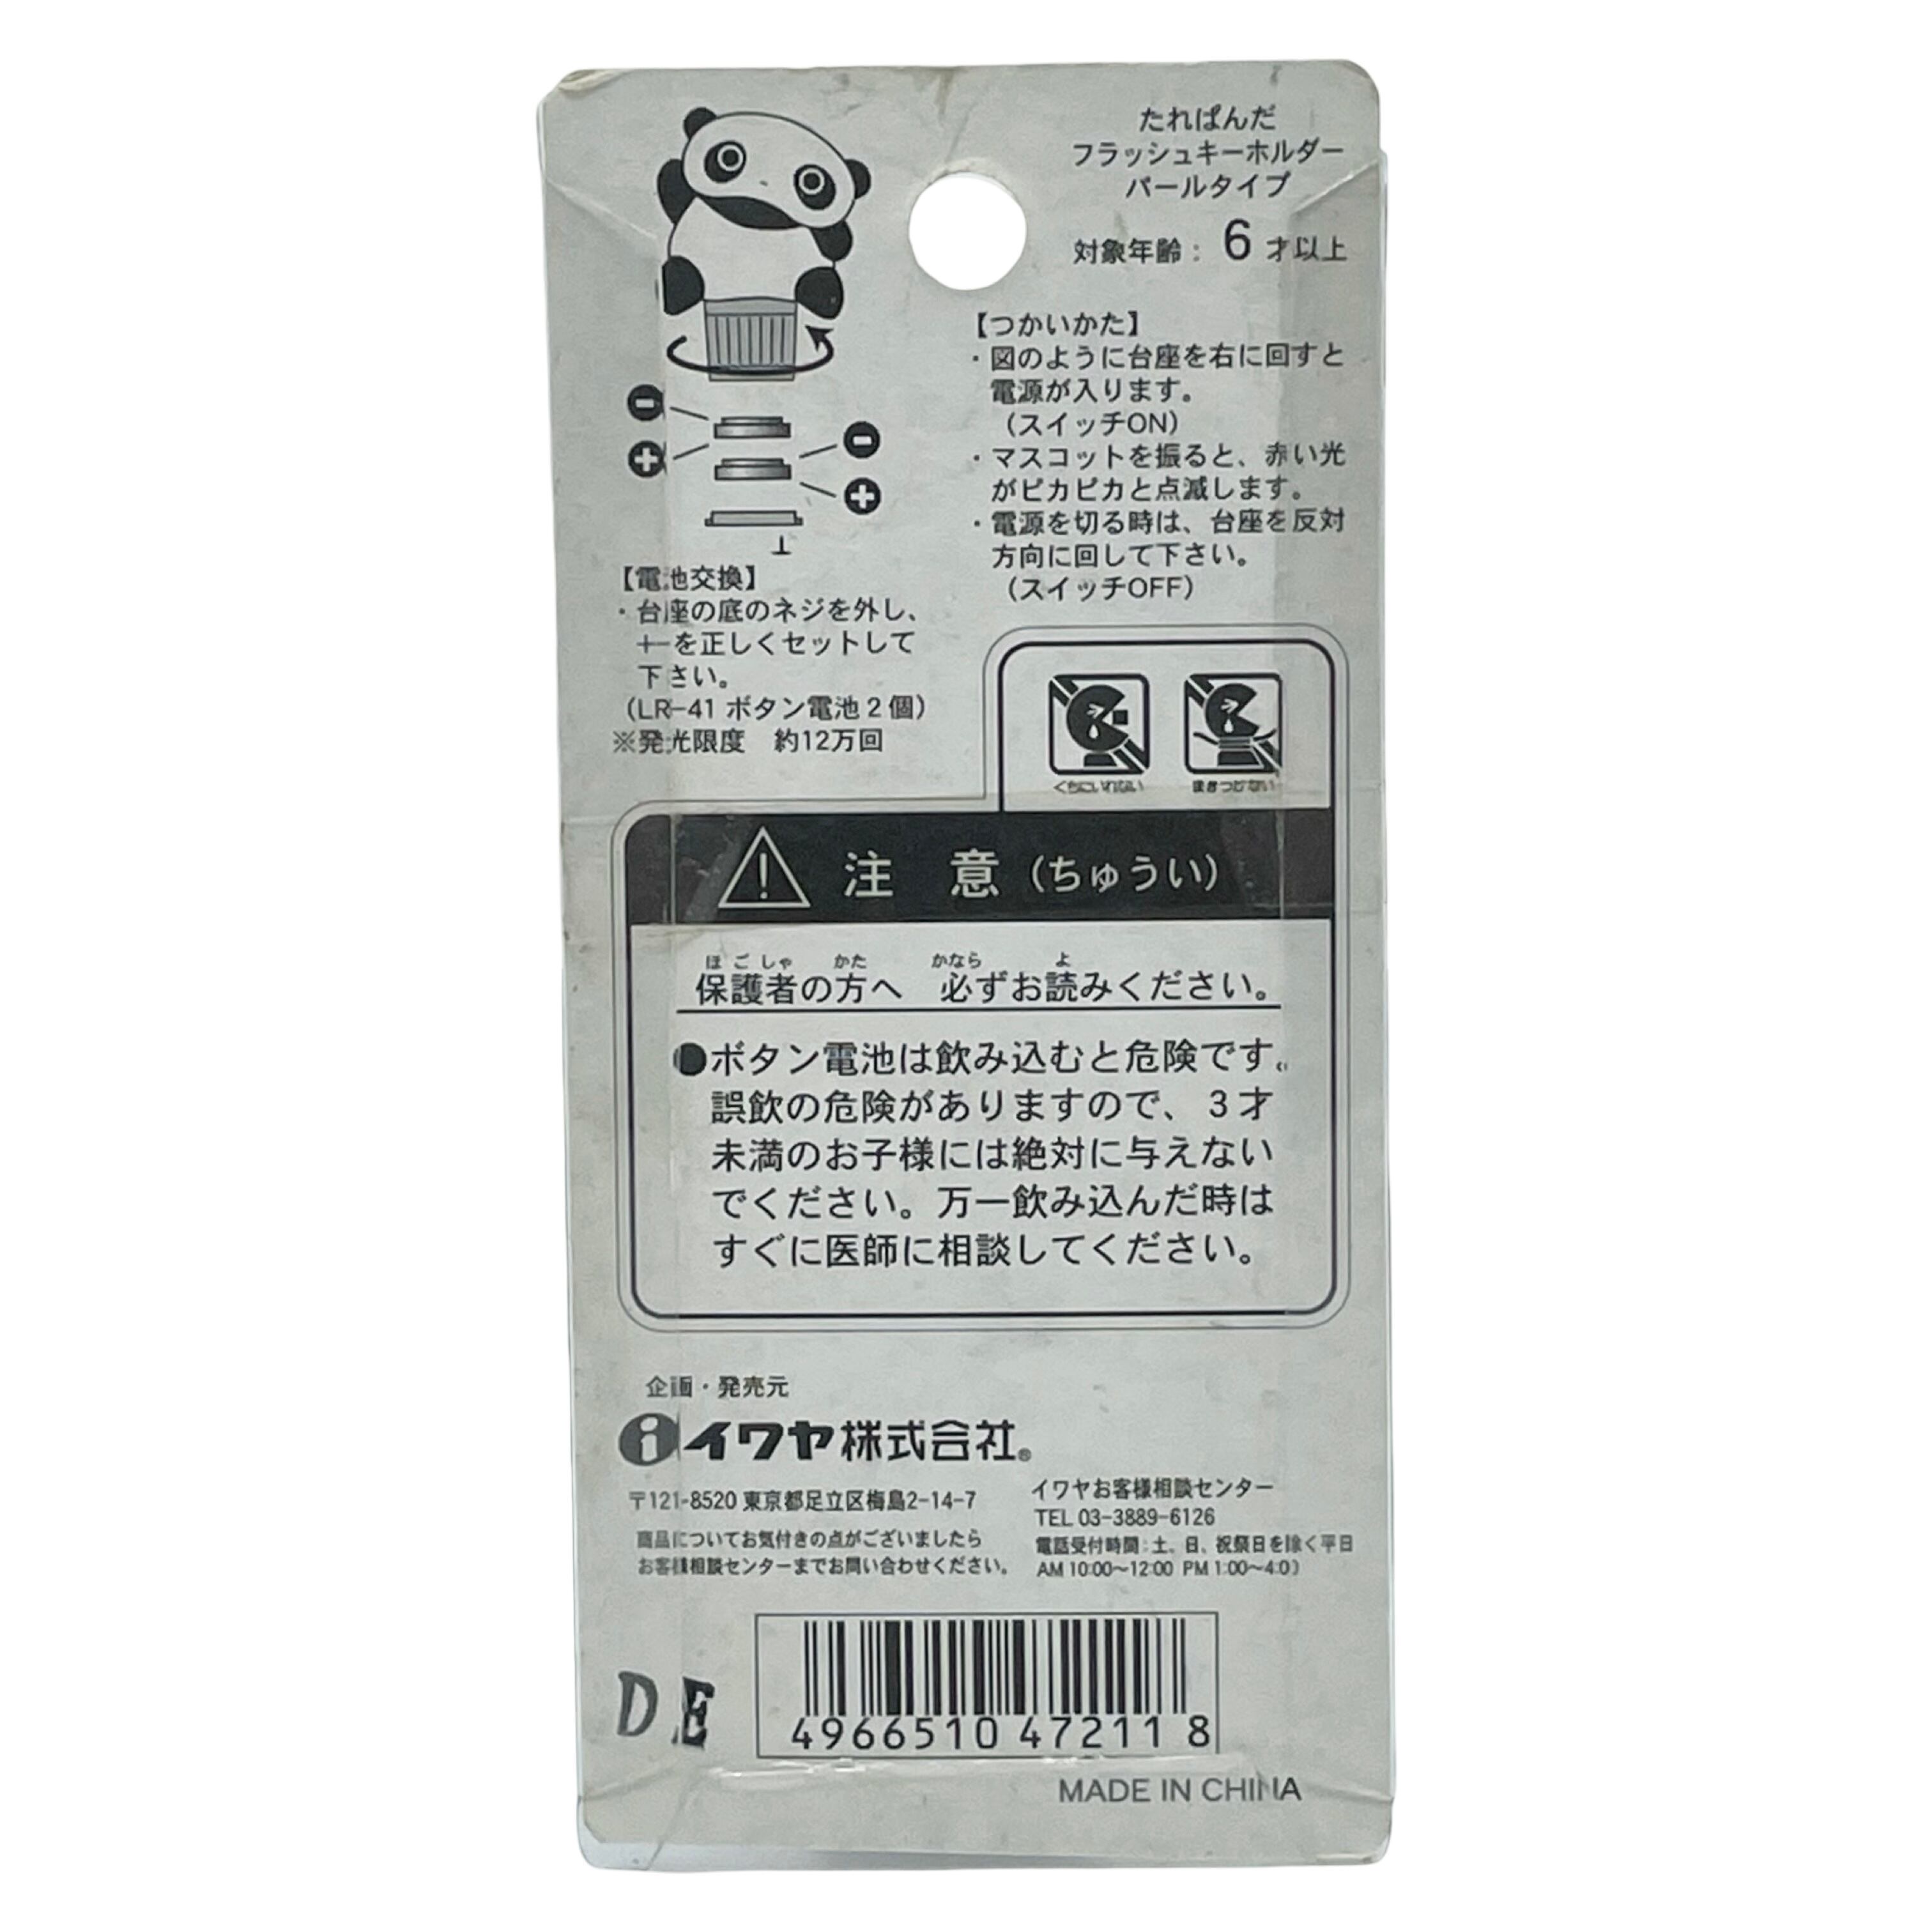 たれぱんだ
フラッシュキーホルダー
パールタイプ
対象年齢： 6 才以上
【つかいかた】
・図のように台座を右に回すと
電源が入ります。
（スイッチON）
・マスコットを振ると、赤い光
がピカピカと点滅します。
・電源を切る時は、台座を反対
方向に回して下さい。
（スイッチOFF）
【電池交換】
・台座の底のネジを外し、
＋−を正しくセットして
下さい。
（LR-41 ボタン電池２個）
※発光限度　約12万回
くちにいれない
まきつけない
注　意（ちゅうい）
ほごしゃ　かた　かなら　よ
保護者の方へ　必ずお読みください。
●ボタン電池は飲み込むと危険です。
誤飲の危険がありますので、３才
未満のお子様には絶対に与えない
でください。万一飲み込んだ時は
すぐに医師に相談してください。
企画・発売元
イワヤ株式会社®
〒121-8520 東京都足立区梅島2-14-7
商品についてお気付きの点がございましたら
お客様相談センターまでお問い合わせください。
イワヤお客様相談センター
TEL 03-3889-6126
電話受付時間：土、日、祝祭日を除く平日
AM 10:00〜12:00 PM 1:00〜4:00
D E
4966510 472118
MADE IN CHINA